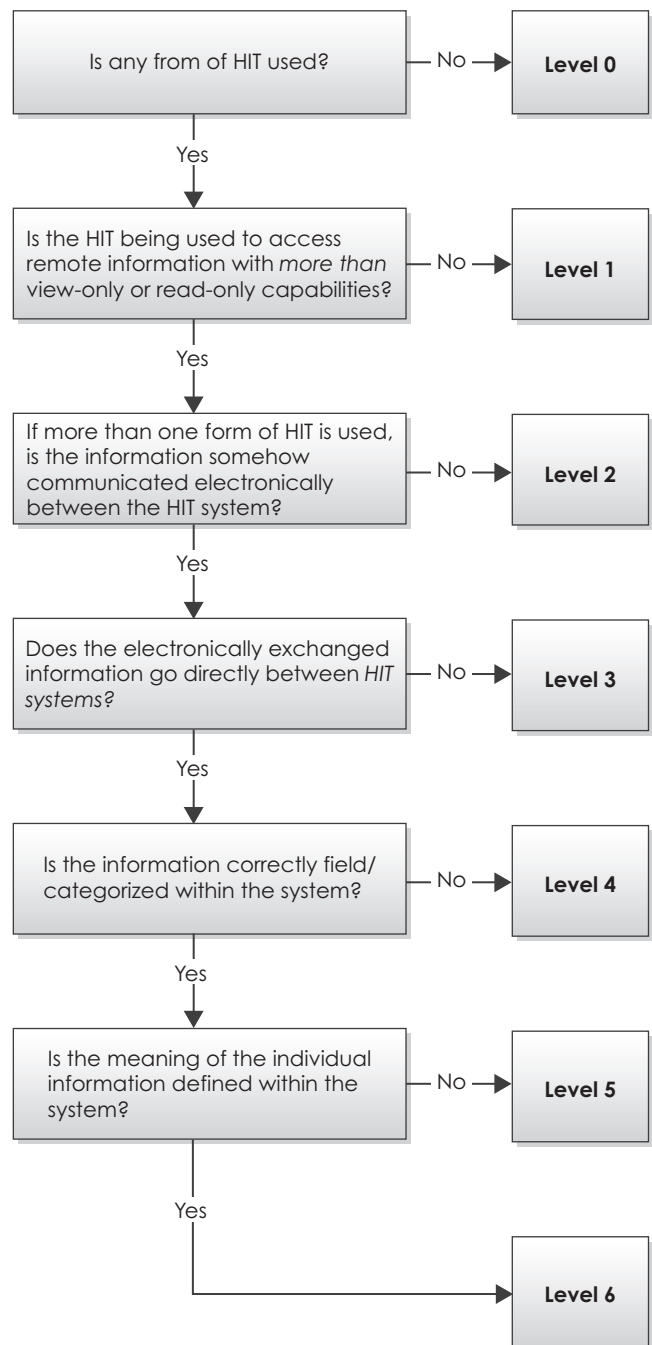 Is any from of HIT used?
No
Level 0
Yes
Is the HIT being used to access
remote information with more than
view-only or read-only capabilities?
No
Level 1
Yes
If more than one form of HIT is used,
is the information somehow
communicated electronically
between the HIT system?
No
Level 2
Yes
Does the electronically exchanged
information go directly between HIT
systems?
No
Level 3
Yes
Is the information correctly field/
categorized within the system?
No
Level 4
Yes
Is the meaning of the individual
information defined within the
system?
No
Level 5
Yes
Level 6